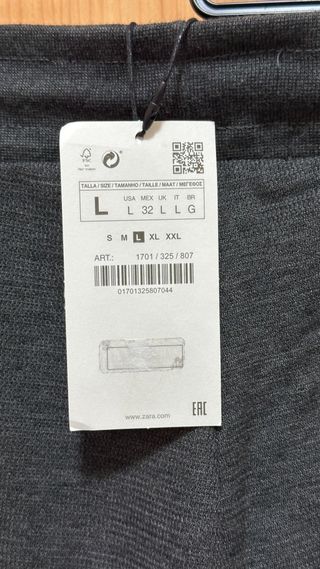 FSC
TALLA / SIZE / TAMANHO / TAILLE / MAAT / ΜΕΓΕΘΟΣ
L USA MEX UK IT BR
L 32 L L G
S M L XL XXL
ART.: 1701 / 325 / 807
01701325807044
www.zara.com EAC